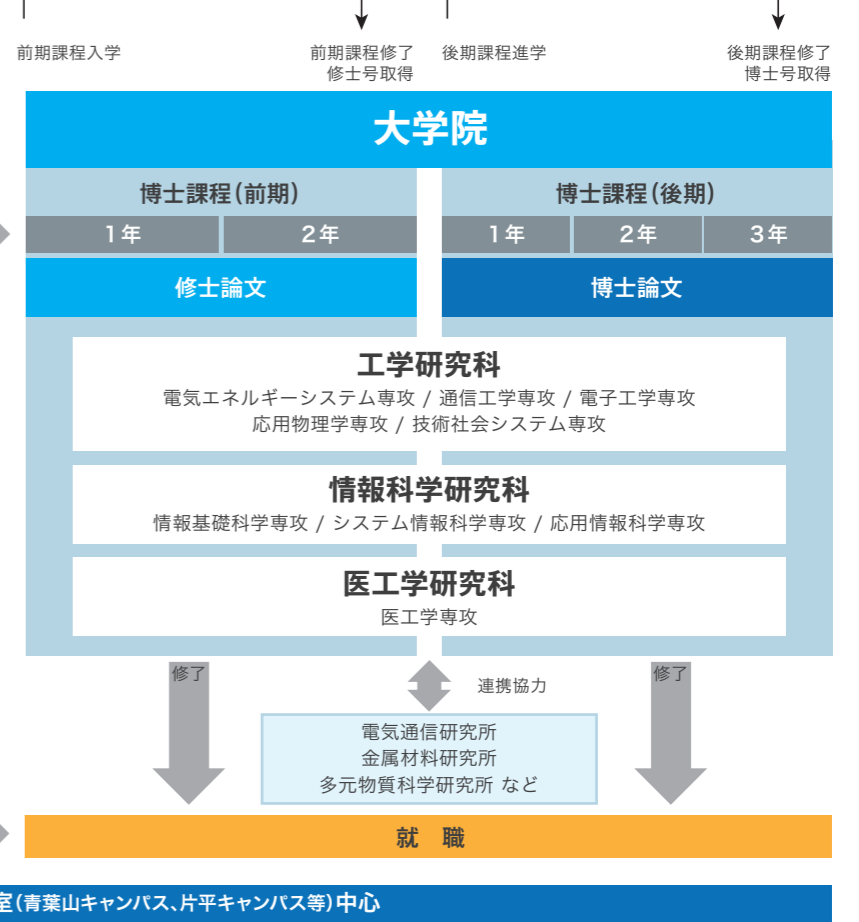 前期課程入学
前期課程修了
修士号取得
後期課程進学
後期課程修了
博士号取得
大学院
博士課程(前期)
博士課程(後期)
1年
2年
1年
2年
3年
修士論文
博士論文
工学研究科
電気エネルギーシステム専攻 / 通信工学専攻 / 電子工学専攻
応用物理学専攻 / 技術社会システム専攻
情報科学研究科
情報基礎科学専攻 / システム情報科学専攻 / 応用情報科学専攻
医工学研究科
医工学専攻
修了
連携協力
修了
電気通信研究所
金属材料研究所
多元物質科学研究所 など
就 職
室(青葉山キャンパス、片平キャンパス等)中心